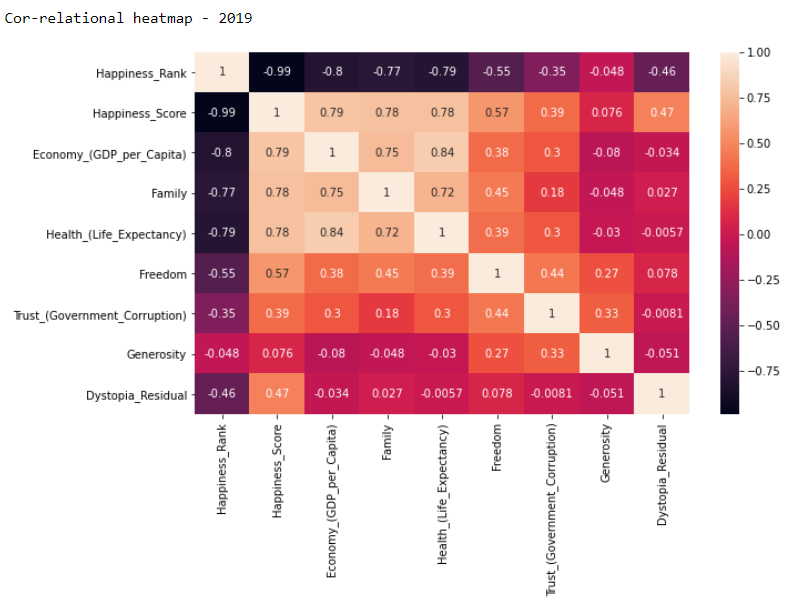 Cor-relational heatmap - 2019
Happiness_Rank 1 -0.99 -0.8 -0.77 -0.79 -0.55 -0.35 -0.048 -0.46
Happiness_Score -0.99 1 0.79 0.78 0.78 0.57 0.39 0.076 0.47
Economy_(GDP_per_Capita) -0.8 0.79 1 0.75 0.84 0.38 0.3 -0.08 -0.034
Family -0.77 0.78 0.75 1 0.72 0.45 0.18 -0.048 0.027
Health_(Life_Expectancy) -0.79 0.78 0.84 0.72 1 0.39 0.3 -0.03 -0.0057
Freedom -0.55 0.57 0.38 0.45 0.39 1 0.44 0.27 0.078
Trust_(Government_Corruption) -0.35 0.39 0.3 0.18 0.3 0.44 1 0.33 -0.0081
Generosity -0.048 0.076 -0.08 -0.048 -0.03 0.27 0.33 1 -0.051
Dystopia_Residual -0.46 0.47 -0.034 0.027 -0.0057 0.078 -0.0081 -0.051 1
Happiness_Rank
Happiness_Score
Economy_(GDP_per_Capita)
Family
Health_(Life_Expectancy)
Freedom
Trust_(Government_Corruption)
Generosity
Dystopia_Residual
1.00
0.75
0.50
0.25
0.00
−0.25
−0.50
−0.75